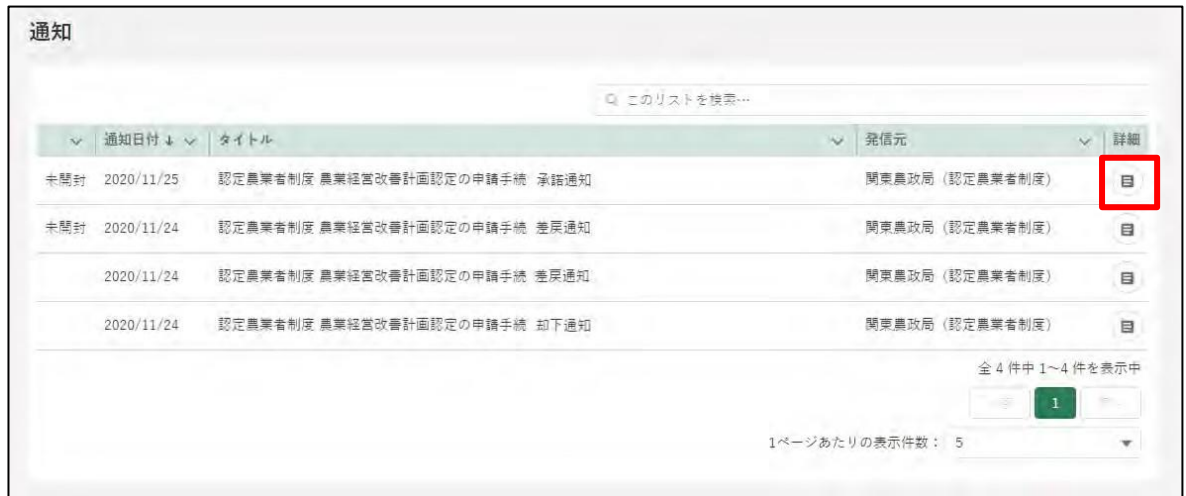 通知
このリストを検索…
通知日付 タイトル 発信元 詳細
未開封 2020/11/25 認定農業者制度 農業経営改善計画認定の申請手続 承諾通知 関東農政局（認定農業者制度）
未開封 2020/11/24 認定農業者制度 農業経営改善計画認定の申請手続 差戻通知 関東農政局（認定農業者制度）
2020/11/24 認定農業者制度 農業経営改善計画認定の申請手続 差戻通知 関東農政局（認定農業者制度）
2020/11/24 認定農業者制度 農業経営改善計画認定の申請手続 却下通知 関東農政局（認定農業者制度）
全 4 件中 1～4 件を表示中
1
1ページあたりの表示件数： 5